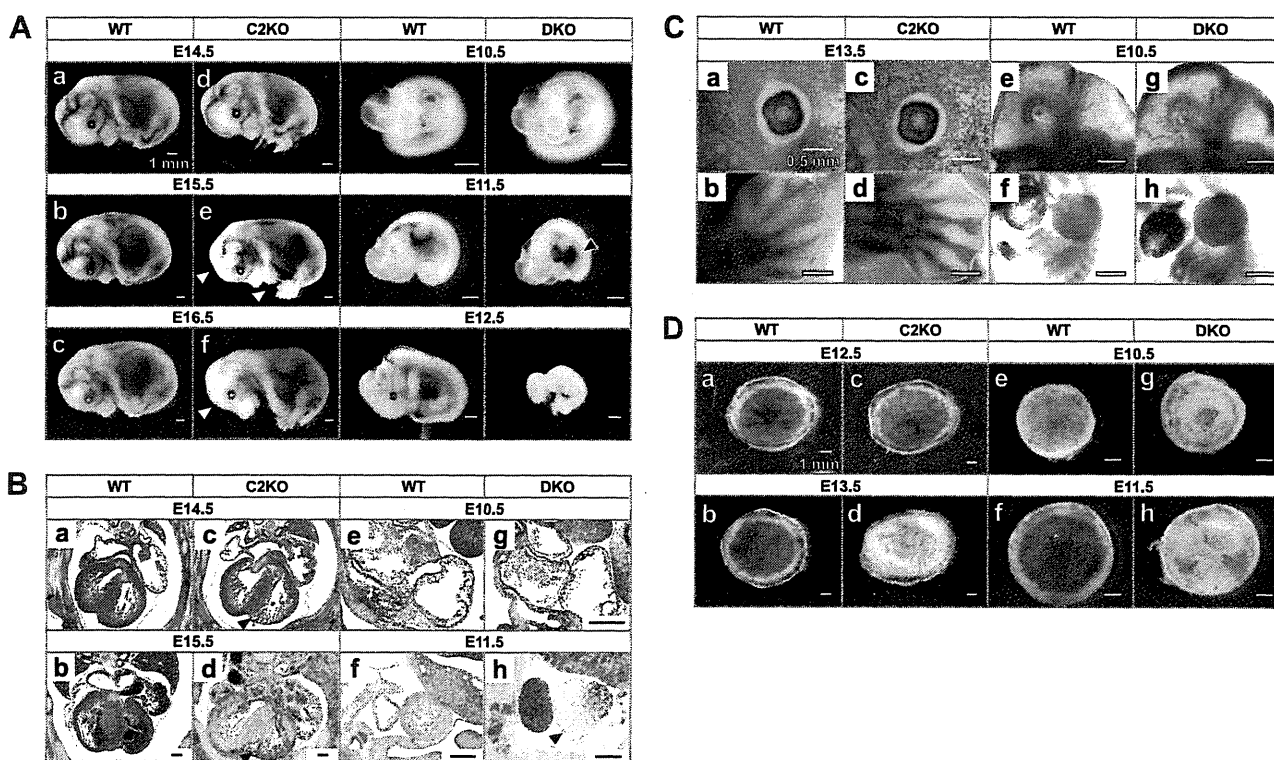 A
WT C2KO WT DKO
E14.5 E10.5
a d
1 mm
E15.5 E11.5
b e
E16.5 E12.5
c f
B
WT C2KO WT DKO
E14.5 E10.5
a c e g
E15.5 E11.5
b d f h
C
WT C2KO WT DKO
E13.5 E10.5
a c e g
0.5 mm
b d f h
D
WT C2KO WT DKO
E12.5 E10.5
a c e g
1 mm
E13.5 E11.5
b d f h